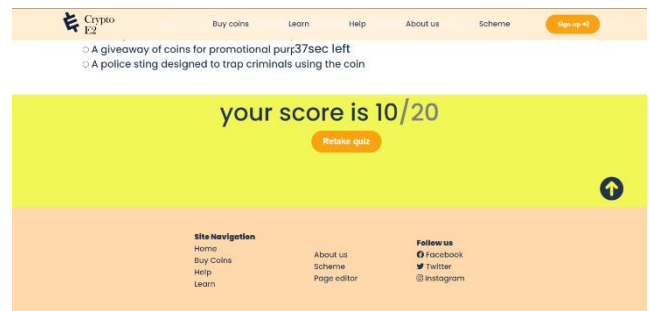 Crypto
E2
Buy coins Learn Help About us Scheme Sign up
A giveaway of coins for promotional purp37sec left
A police sting designed to trap criminals using the coin
your score is 10/20
Retake quiz
Site Navigation
Home
Buy Coins
Help
Learn
About us
Scheme
Page editor
Follow us
Facebook
Twitter
Instagram